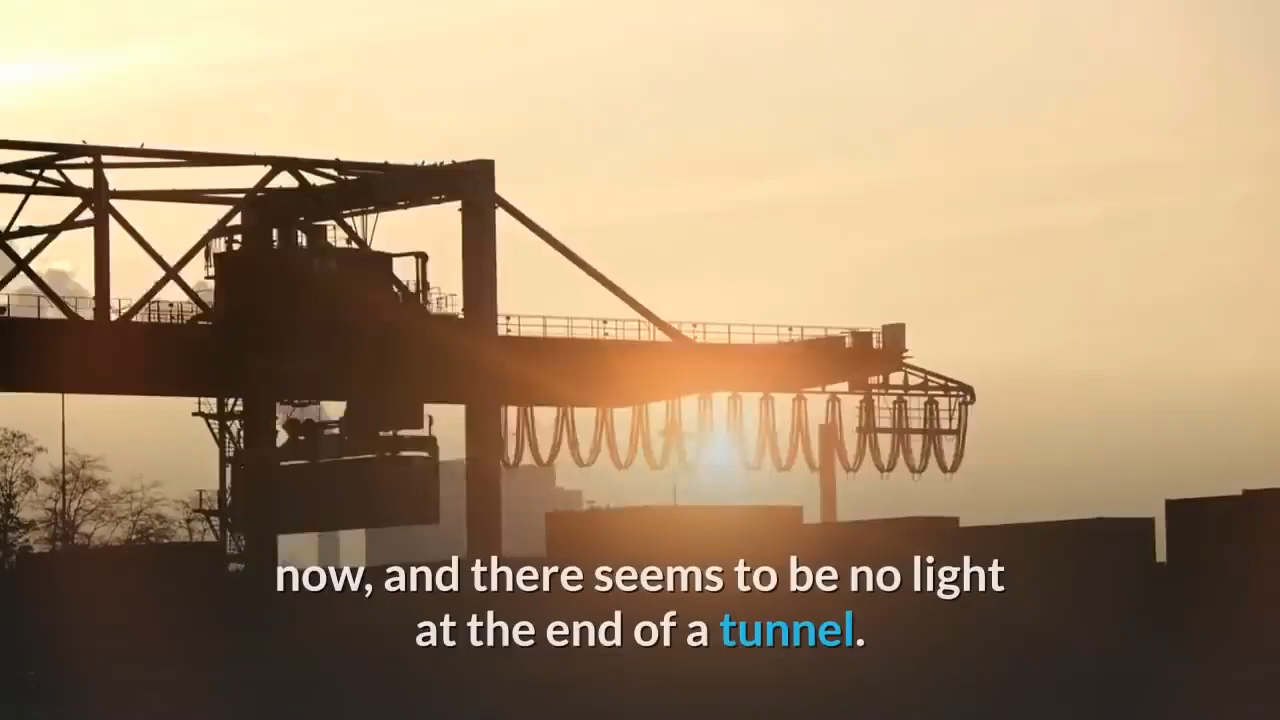 now, and there seems to be no light
at the end of a tunnel.